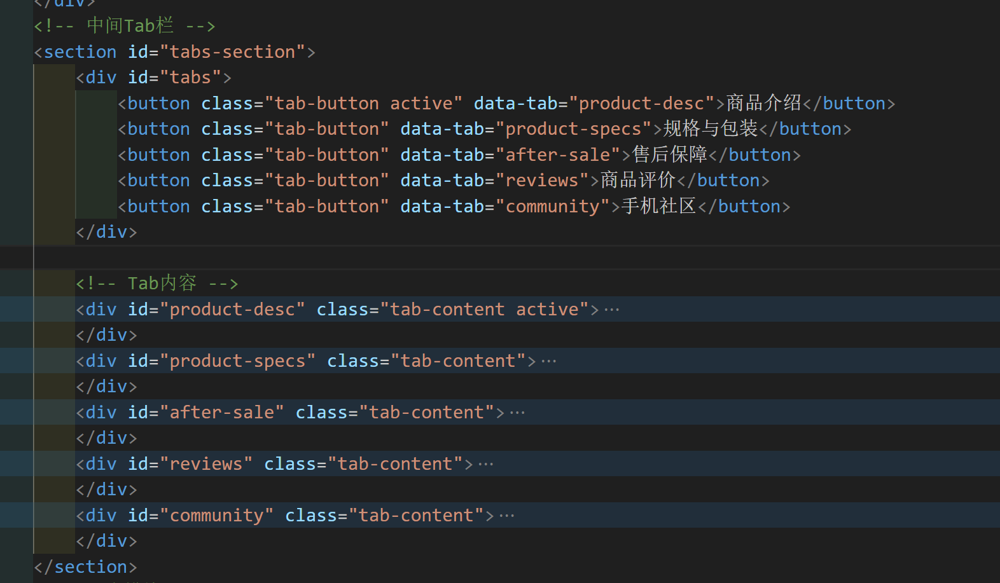 </div>
<!-- 中间Tab栏 -->
<section id="tabs-section">
<div id="tabs">
<button class="tab-button active" data-tab="product-desc">商品介绍</button>
<button class="tab-button" data-tab="product-specs">规格与包装</button>
<button class="tab-button" data-tab="after-sale">售后保障</button>
<button class="tab-button" data-tab="reviews">商品评价</button>
<button class="tab-button" data-tab="community">手机社区</button>
</div>
<!-- Tab内容 -->
<div id="product-desc" class="tab-content active">⋯
</div>
<div id="product-specs" class="tab-content">⋯
</div>
<div id="after-sale" class="tab-content">⋯
</div>
<div id="reviews" class="tab-content">⋯
</div>
<div id="community" class="tab-content">⋯
</div>
</section>